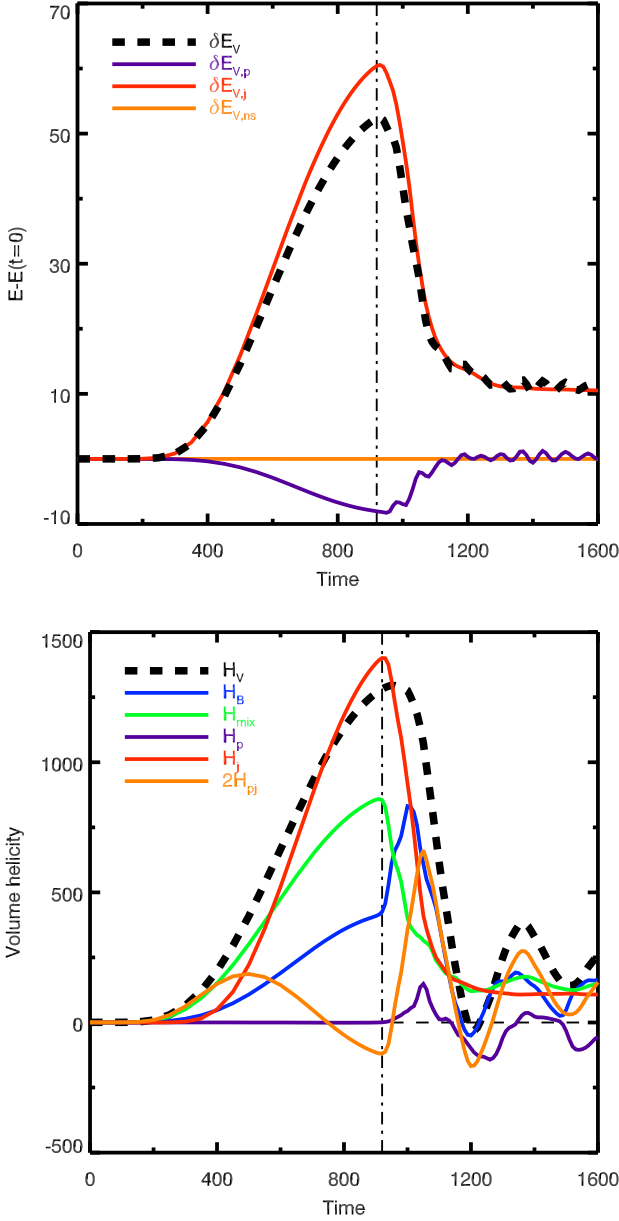 70
50
30
10
-10
E-E(t=0)
δE_V
δE_V,p
δE_V,j
δE_V,ns
0 400 800 1200 1600
Time
1500
1000
500
0
-500
Volume helicity
H_V
H_B
H_mix
H_p
H_j
2H_pj
0 400 800 1200 1600
Time